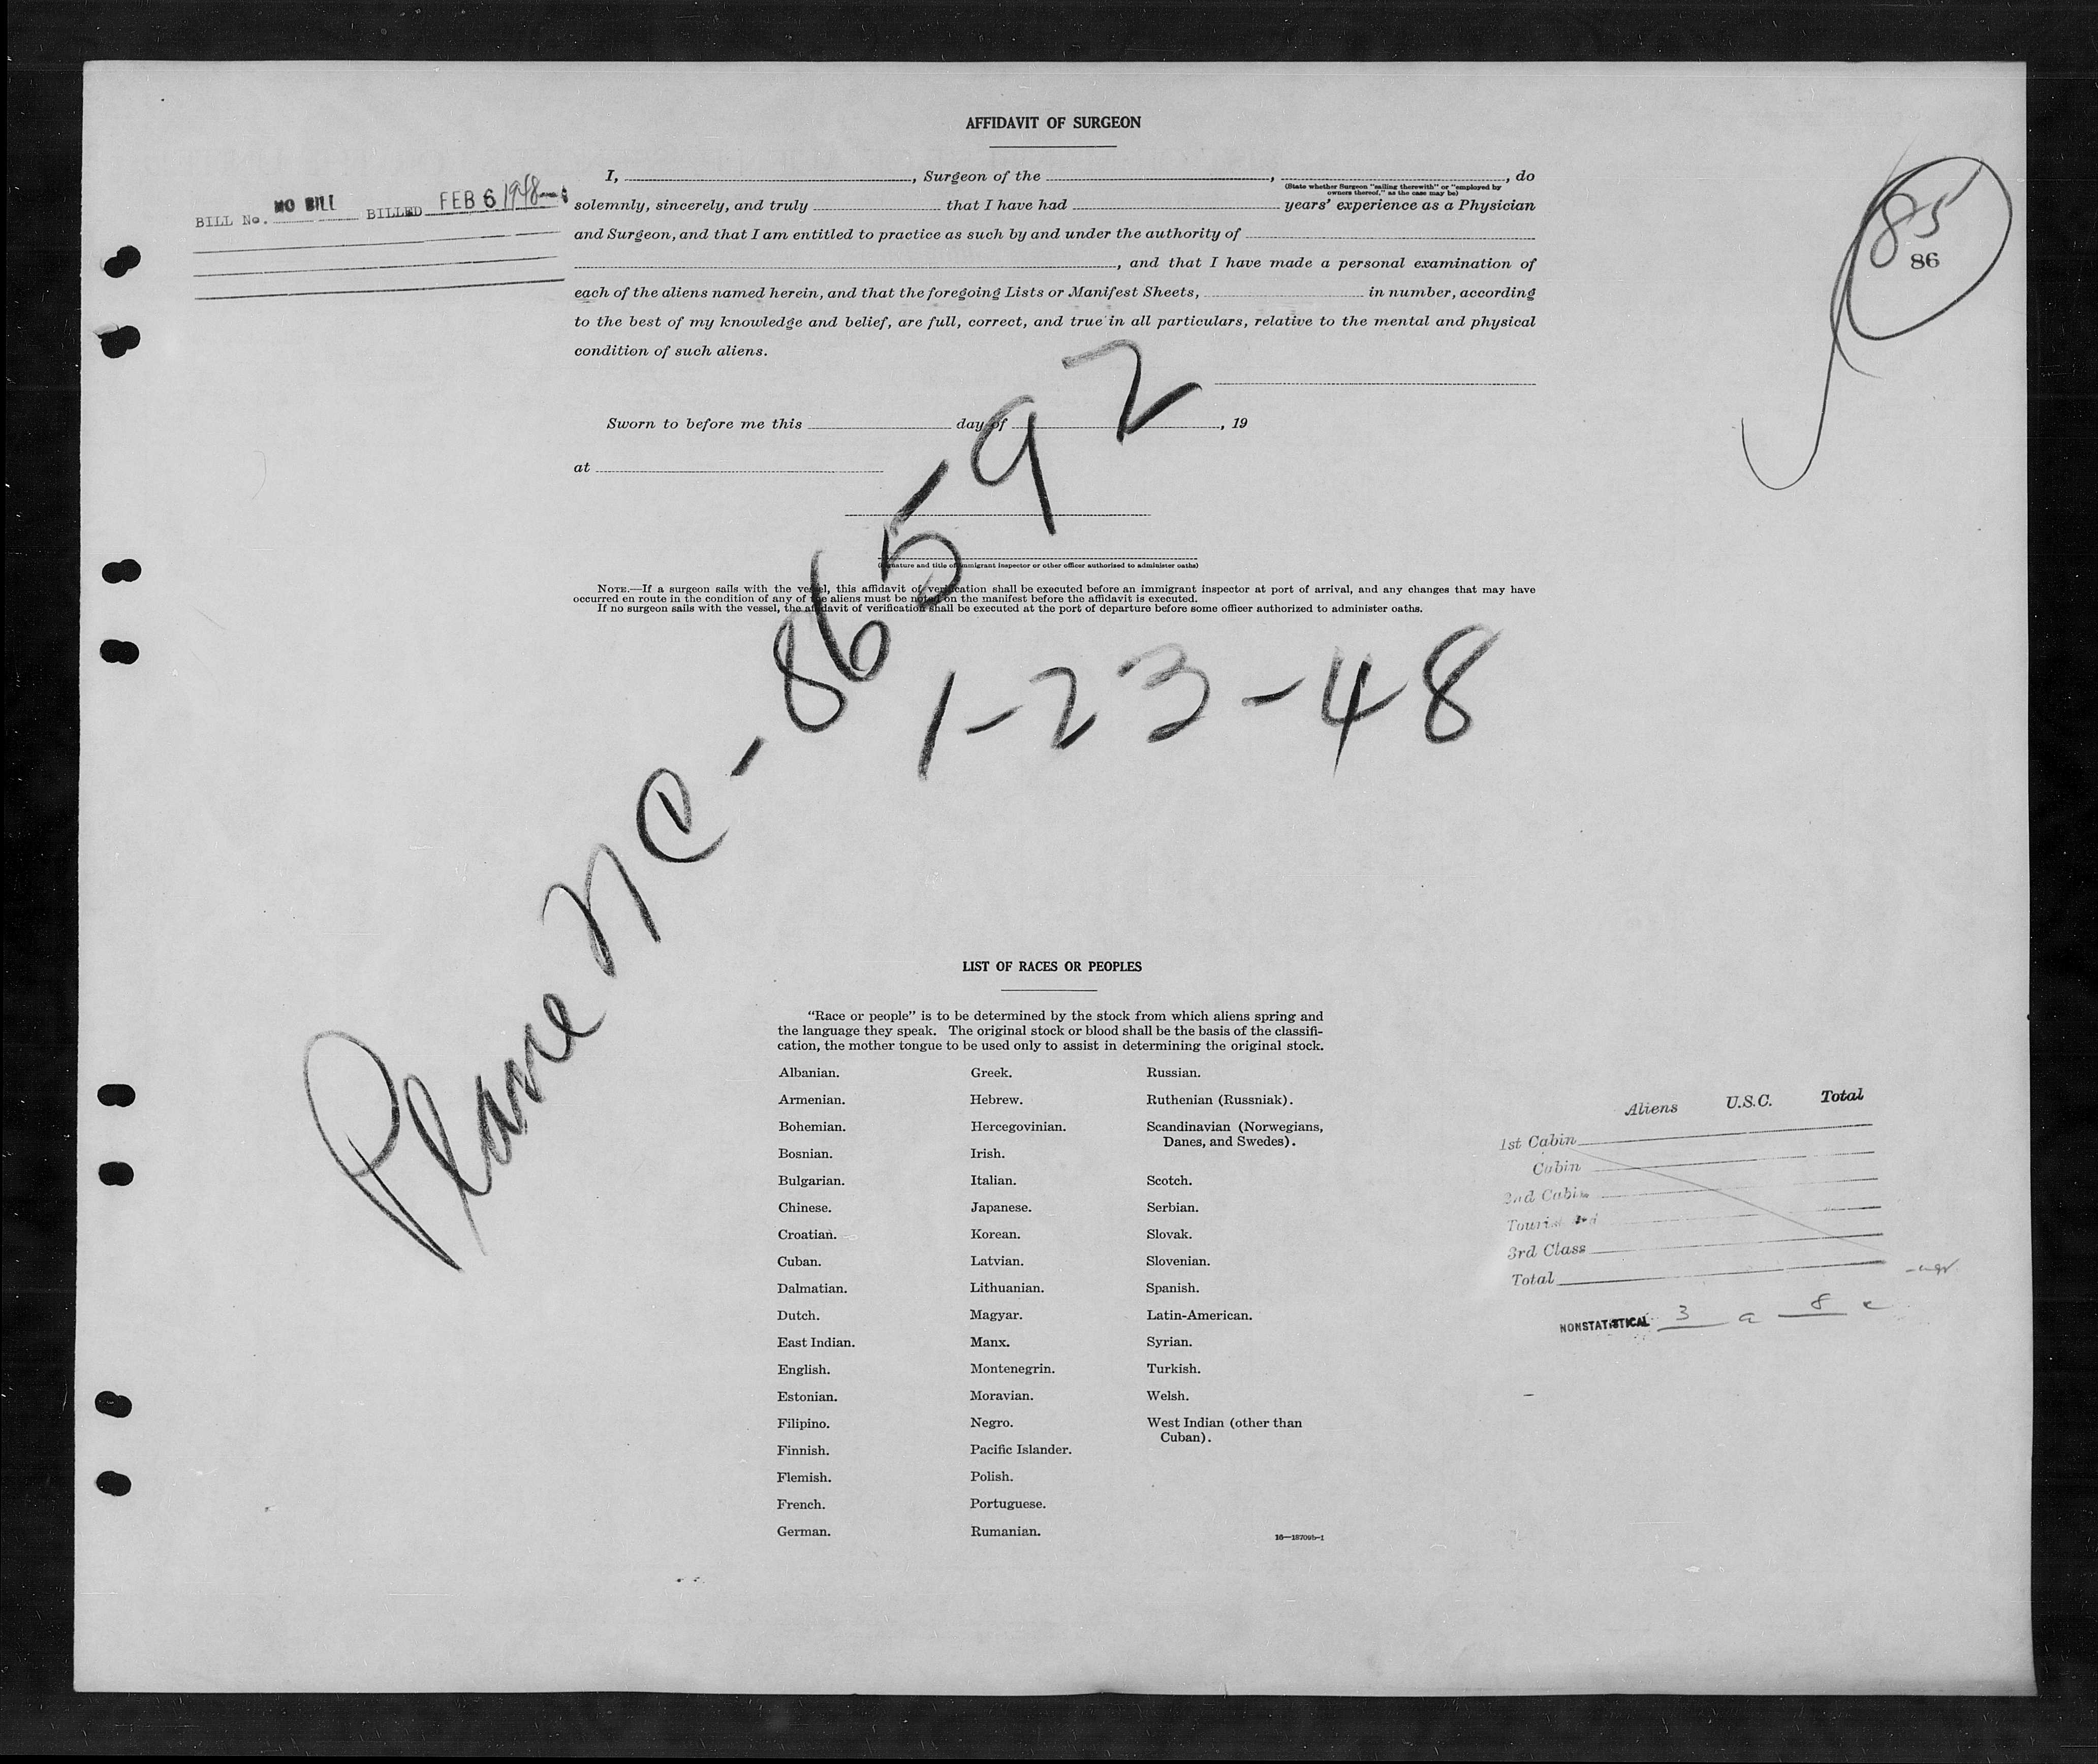 AFFIDAVIT OF SURGEON
I, , Surgeon of the , , do
(State whether Surgeon "sailing therewith" or "employed by
owners thereof," as the case may be)
solemnly, sincerely, and truly that I have had years' experience as a Physician
and Surgeon, and that I am entitled to practice as such by and under the authority of
, and that I have made a personal examination of
each of the aliens named herein, and that the foregoing Lists or Manifest Sheets, in number, according
to the best of my knowledge and belief, are full, correct, and true in all particulars, relative to the mental and physical
condition of such aliens.
BILL No. NO BILL BILLED FEB 6 1948
85
86
Sworn to before me this day of , 19
at
(Signature and title of immigrant inspector or other officer authorized to administer oaths)
NOTE.—If a surgeon sails with the vessel, this affidavit of verification shall be executed before an immigrant inspector at port of arrival, and any changes that may have
occurred en route in the condition of any of the aliens must be noted on the manifest before the affidavit is executed.
If no surgeon sails with the vessel, the affidavit of verification shall be executed at the port of departure before some officer authorized to administer oaths.
Plane NC - 86592
1-23-48
LIST OF RACES OR PEOPLES
"Race or people" is to be determined by the stock from which aliens spring and
the language they speak. The original stock or blood shall be the basis of the classifi-
cation, the mother tongue to be used only to assist in determining the original stock.
Albanian.
Armenian.
Bohemian.
Bosnian.
Bulgarian.
Chinese.
Croatian.
Cuban.
Dalmatian.
Dutch.
East Indian.
English.
Estonian.
Filipino.
Finnish.
Flemish.
French.
German.
Greek.
Hebrew.
Hercegovinian.
Irish.
Italian.
Japanese.
Korean.
Latvian.
Lithuanian.
Magyar.
Manx.
Montenegrin.
Moravian.
Negro.
Pacific Islander.
Polish.
Portuguese.
Rumanian.
Russian.
Ruthenian (Russniak).
Scandinavian (Norwegians,
Danes, and Swedes).
Scotch.
Serbian.
Slovak.
Slovenian.
Spanish.
Latin-American.
Syrian.
Turkish.
Welsh.
West Indian (other than
Cuban).
16—18709b-1
Aliens U.S.C. Total
1st Cabin
Cabin
2nd Cabin
Tourist 3rd
3rd Class
Total
NONSTATISTICAL 3 a 8 c